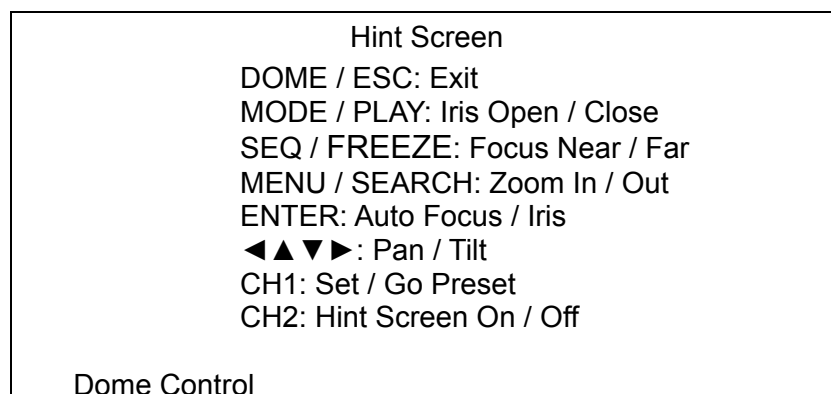 Hint Screen
DOME / ESC: Exit
MODE / PLAY: Iris Open / Close
SEQ / FREEZE: Focus Near / Far
MENU / SEARCH: Zoom In / Out
ENTER: Auto Focus / Iris
◄▲▼►: Pan / Tilt
CH1: Set / Go Preset
CH2: Hint Screen On / Off
Dome Control